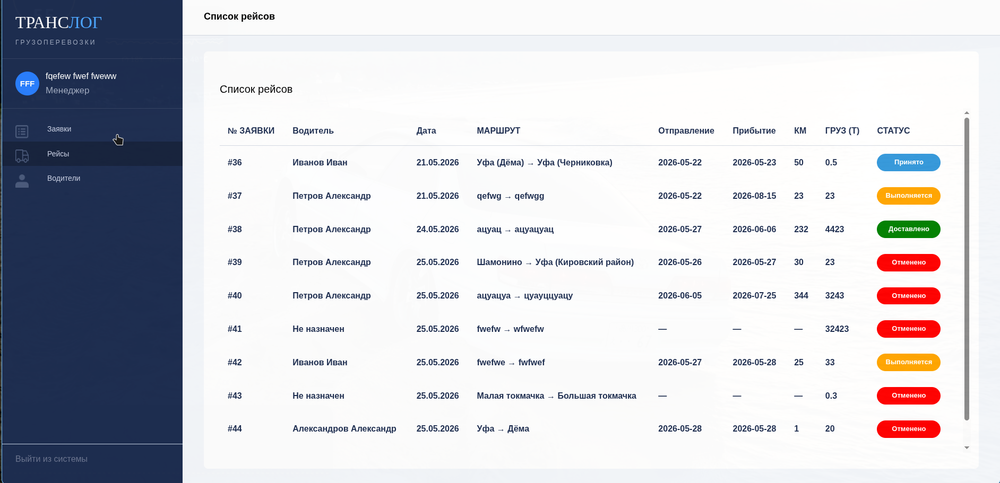 ТРАНСЛОГ
ГРУЗОПЕРЕВОЗКИ
FFF
fqefew fwef fweww
Менеджер
Заявки
Рейсы
Водители
Выйти из системы
Список рейсов
Список рейсов
№ ЗАЯВКИ Водитель Дата МАРШРУТ Отправление Прибытие КМ ГРУЗ (Т) СТАТУС
#36 Иванов Иван 21.05.2026 Уфа (Дёма) → Уфа (Черниковка) 2026-05-22 2026-05-23 50 0.5 Принято
#37 Петров Александр 21.05.2026 qefwg → qefwgg 2026-05-22 2026-08-15 23 23 Выполняется
#38 Петров Александр 24.05.2026 ацуац → ацуацуац 2026-05-27 2026-06-06 232 4423 Доставлено
#39 Петров Александр 25.05.2026 Шамонино → Уфа (Кировский район) 2026-05-26 2026-05-27 30 23 Отменено
#40 Петров Александр 25.05.2026 ацуацуа → цуауццуацу 2026-06-05 2026-07-25 344 3243 Отменено
#41 Не назначен 25.05.2026 fwefw → wfwefw — — — 32423 Отменено
#42 Иванов Иван 25.05.2026 fwefwe → fwfwef 2026-05-27 2026-05-28 25 33 Выполняется
#43 Не назначен 25.05.2026 Малая токмачка → Большая токмачка — — — 0.3 Отменено
#44 Александров Александр 25.05.2026 Уфа → Дёма 2026-05-28 2026-05-28 1 20 Отменено